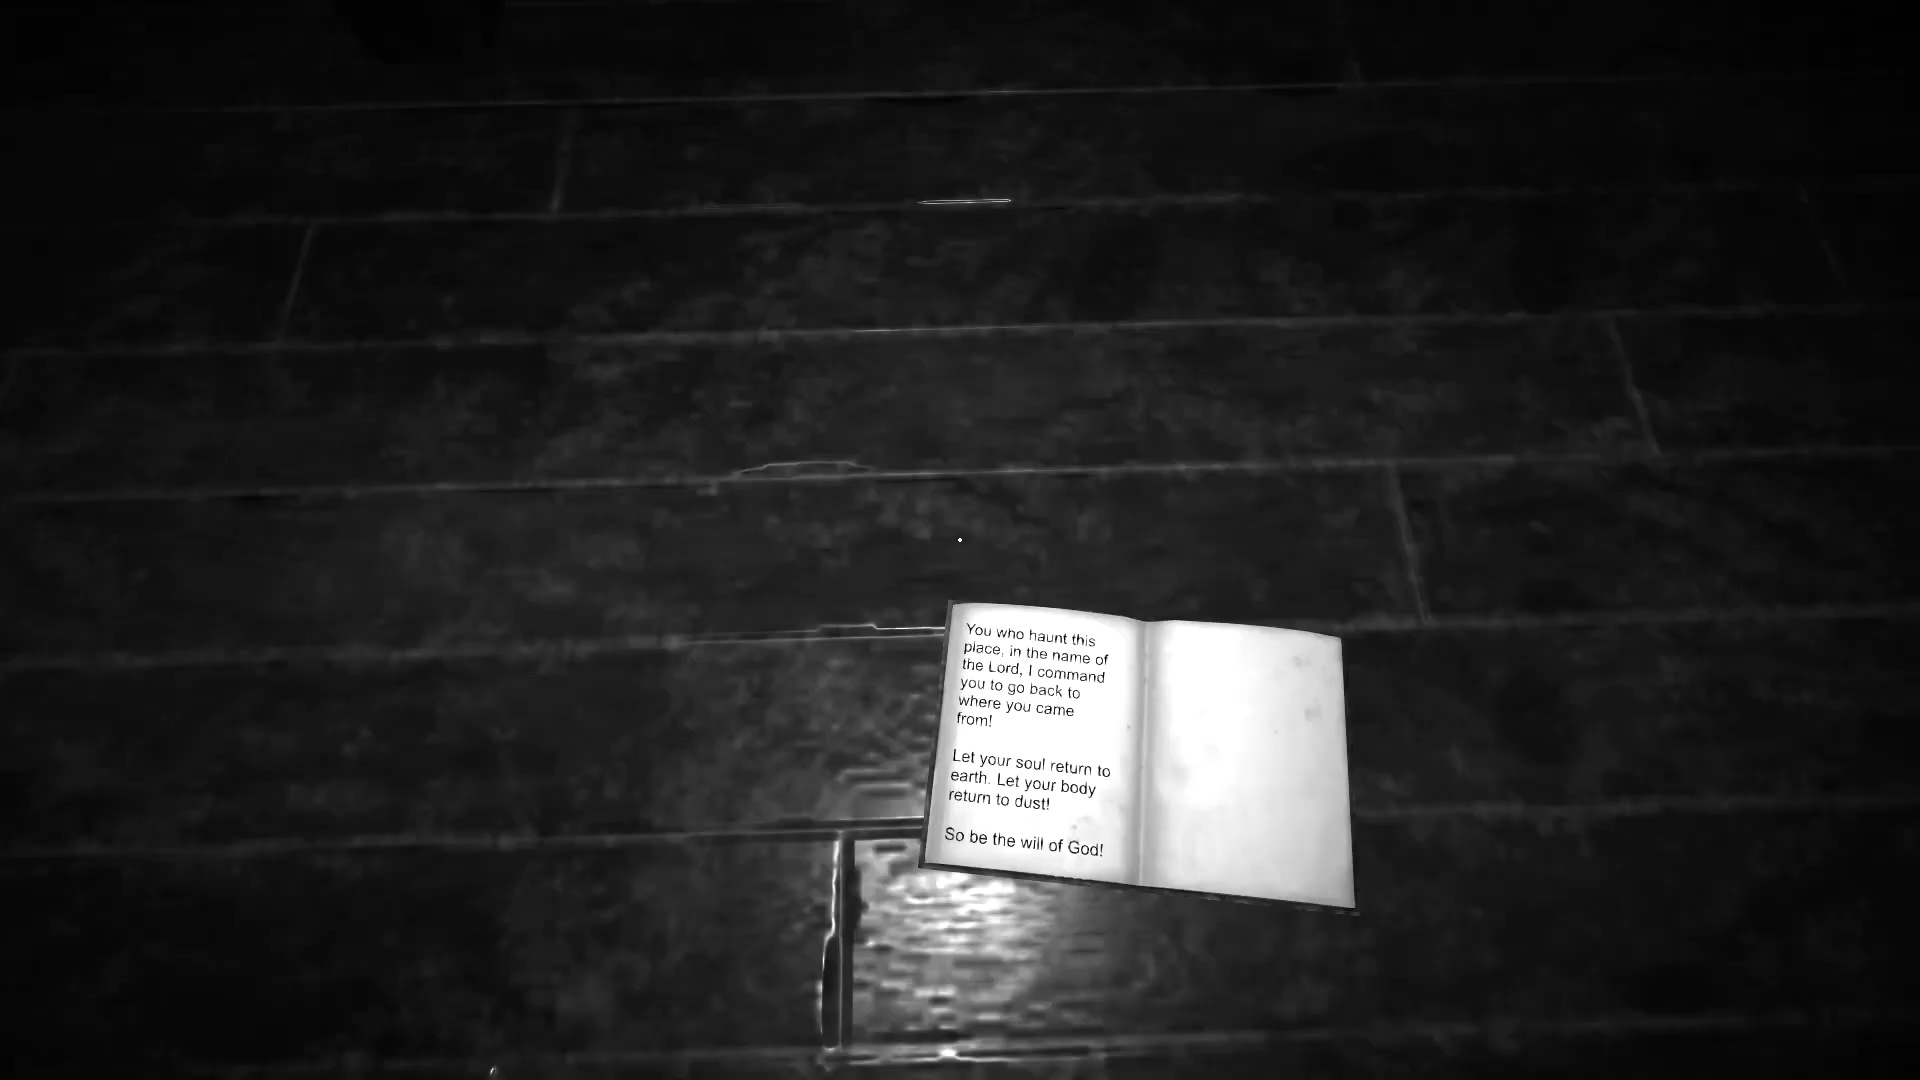 You who haunt this
place, in the name of
the Lord, I command
you to go back to
where you came
from!
Let your soul return to
earth. Let your body
return to dust!
So be the will of God!